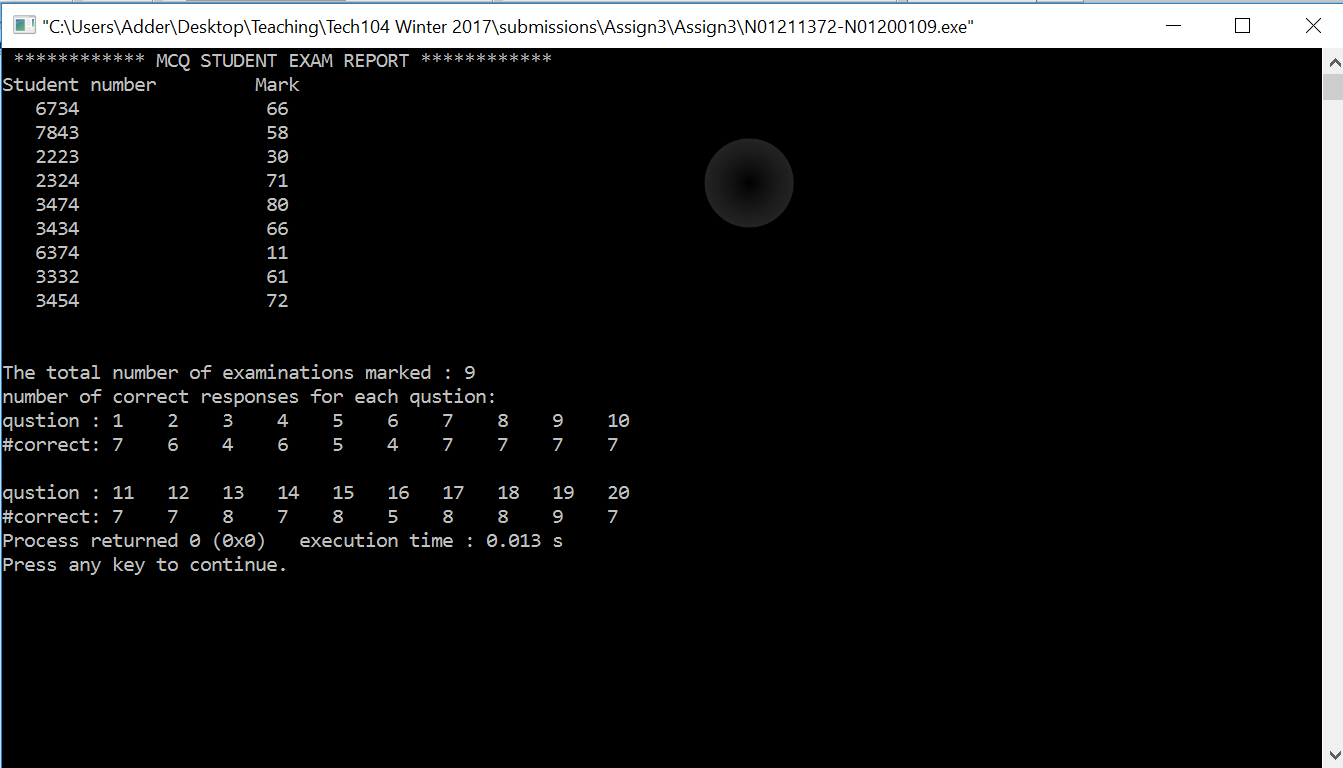 "C:\Users\Adder\Desktop\Teaching\Tech104 Winter 2017\submissions\Assign3\Assign3\N01211372-N01200109.exe"
************ MCQ STUDENT EXAM REPORT ************
Student number         Mark
6734                 66
7843                 58
2223                 30
2324                 71
3474                 80
3434                 66
6374                 11
3332                 61
3454                 72
The total number of examinations marked : 9
number of correct responses for each qustion:
qustion : 1    2    3    4    5    6    7    8    9    10
#correct: 7    6    4    6    5    4    7    7    7    7
qustion : 11   12   13   14   15   16   17   18   19   20
#correct: 7    7    8    7    8    5    8    8    9    7
Process returned 0 (0x0)   execution time : 0.013 s
Press any key to continue.